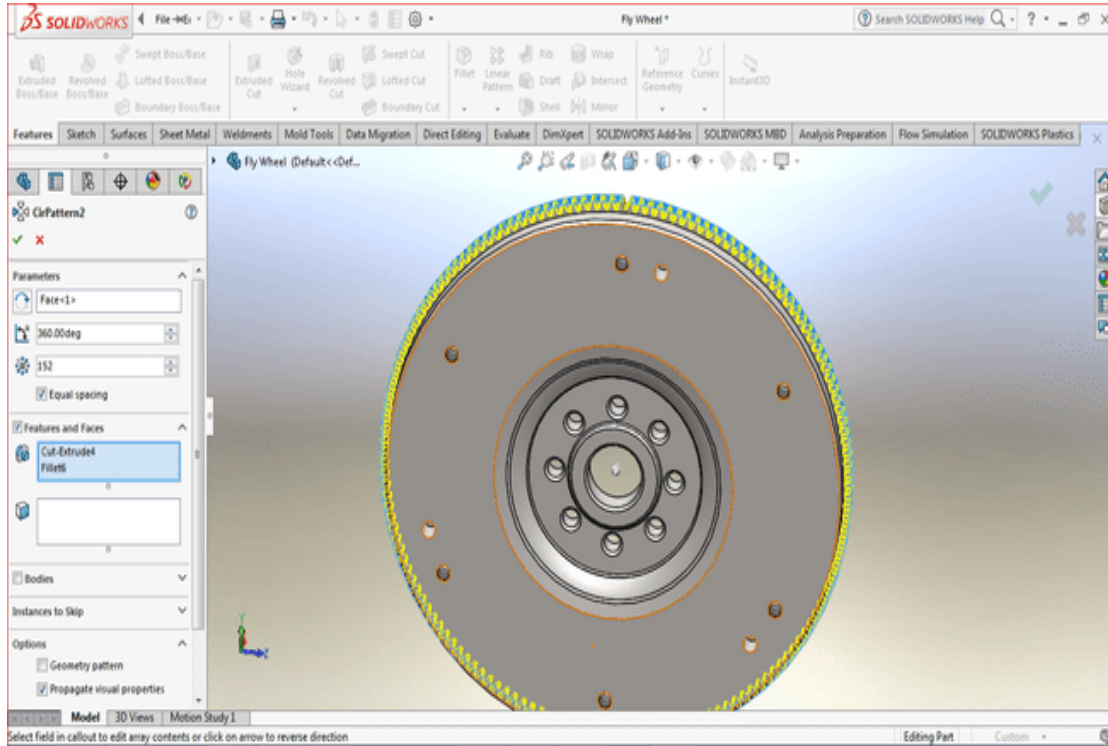 SOLIDWORKS
File
Fly Wheel *
Search SOLIDWORKS Help
Extruded Boss/Base
Revolved Boss/Base
Swept Boss/Base
Lofted Boss/Base
Boundary Boss/Base
Extruded Cut
Hole Wizard
Revolved Cut
Swept Cut
Lofted Cut
Boundary Cut
Fillet
Linear Pattern
Rib
Draft
Shell
Wrap
Intersect
Mirror
Reference Geometry
Curves
Instant3D
Features Sketch Surfaces Sheet Metal Weldments Mold Tools Data Migration Direct Editing Evaluate DimXpert SOLIDWORKS Add-Ins SOLIDWORKS MBD Analysis Preparation Flow Simulation SOLIDWORKS Plastics
Fly Wheel (Default<<Def...
CirPattern2
Parameters
Face<1>
360.00deg
152
Equal spacing
Features and Faces
Cut-Extrude4
Fillet6
Bodies
Instances to Skip
Options
Geometry pattern
Propagate visual properties
Model 3D Views Motion Study 1
Select field in callout to edit array contents or click on arrow to reverse direction
Editing Part
Custom